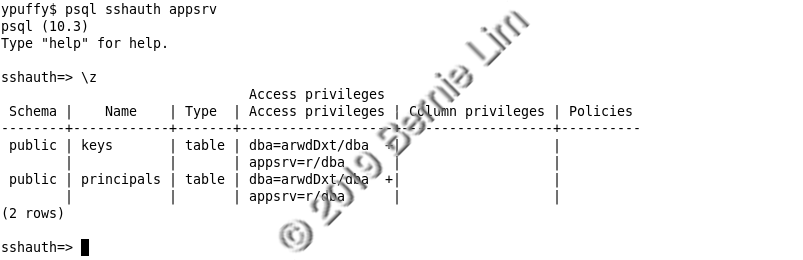 ypuffy$ psql sshauth appsrv
psql (10.3)
Type "help" for help.

sshauth=> \z
                               Access privileges
 Schema |    Name    | Type  | Access privileges | Column privileges | Policies
--------+------------+-------+-------------------+-------------------+----------
 public | keys       | table | dba=arwdDxt/dba  +|                   |
        |            |       | appsrv=r/dba      |                   |
 public | principals | table | dba=arwdDxt/dba  +|                   |
        |            |       | appsrv=r/dba      |                   |
(2 rows)

sshauth=>
© 2019 Bernie Lim